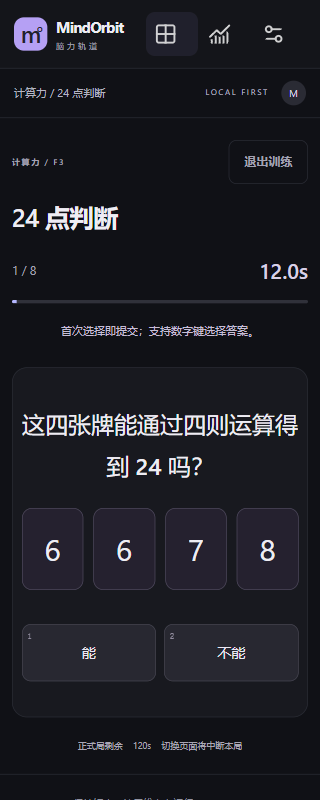 MindOrbit
脑力轨道
计算力 / 24 点判断
LOCAL FIRST
M
计算力 / F3
退出训练
24 点判断
1 / 8
12.0s
首次选择即提交；支持数字键选择答案。
这四张牌能通过四则运算得
到 24 吗？
6 6 7 8
1 能
2 不能
正式局剩余 120s 切换页面将中断本局